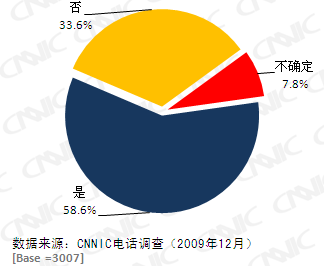 否
33.6%
不确定
7.8%
是
58.6%
数据来源：CNNIC电话调查（2009年12月）
[Base =3007]